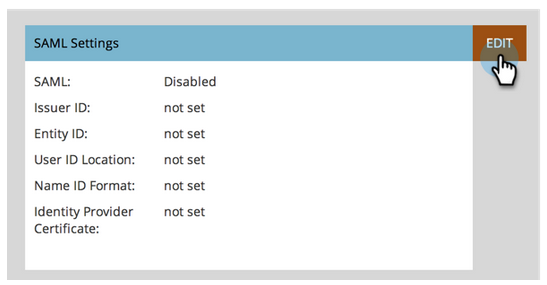 SAML Settings EDIT
SAML: Disabled
Issuer ID: not set
Entity ID: not set
User ID Location: not set
Name ID Format: not set
Identity Provider not set
Certificate: